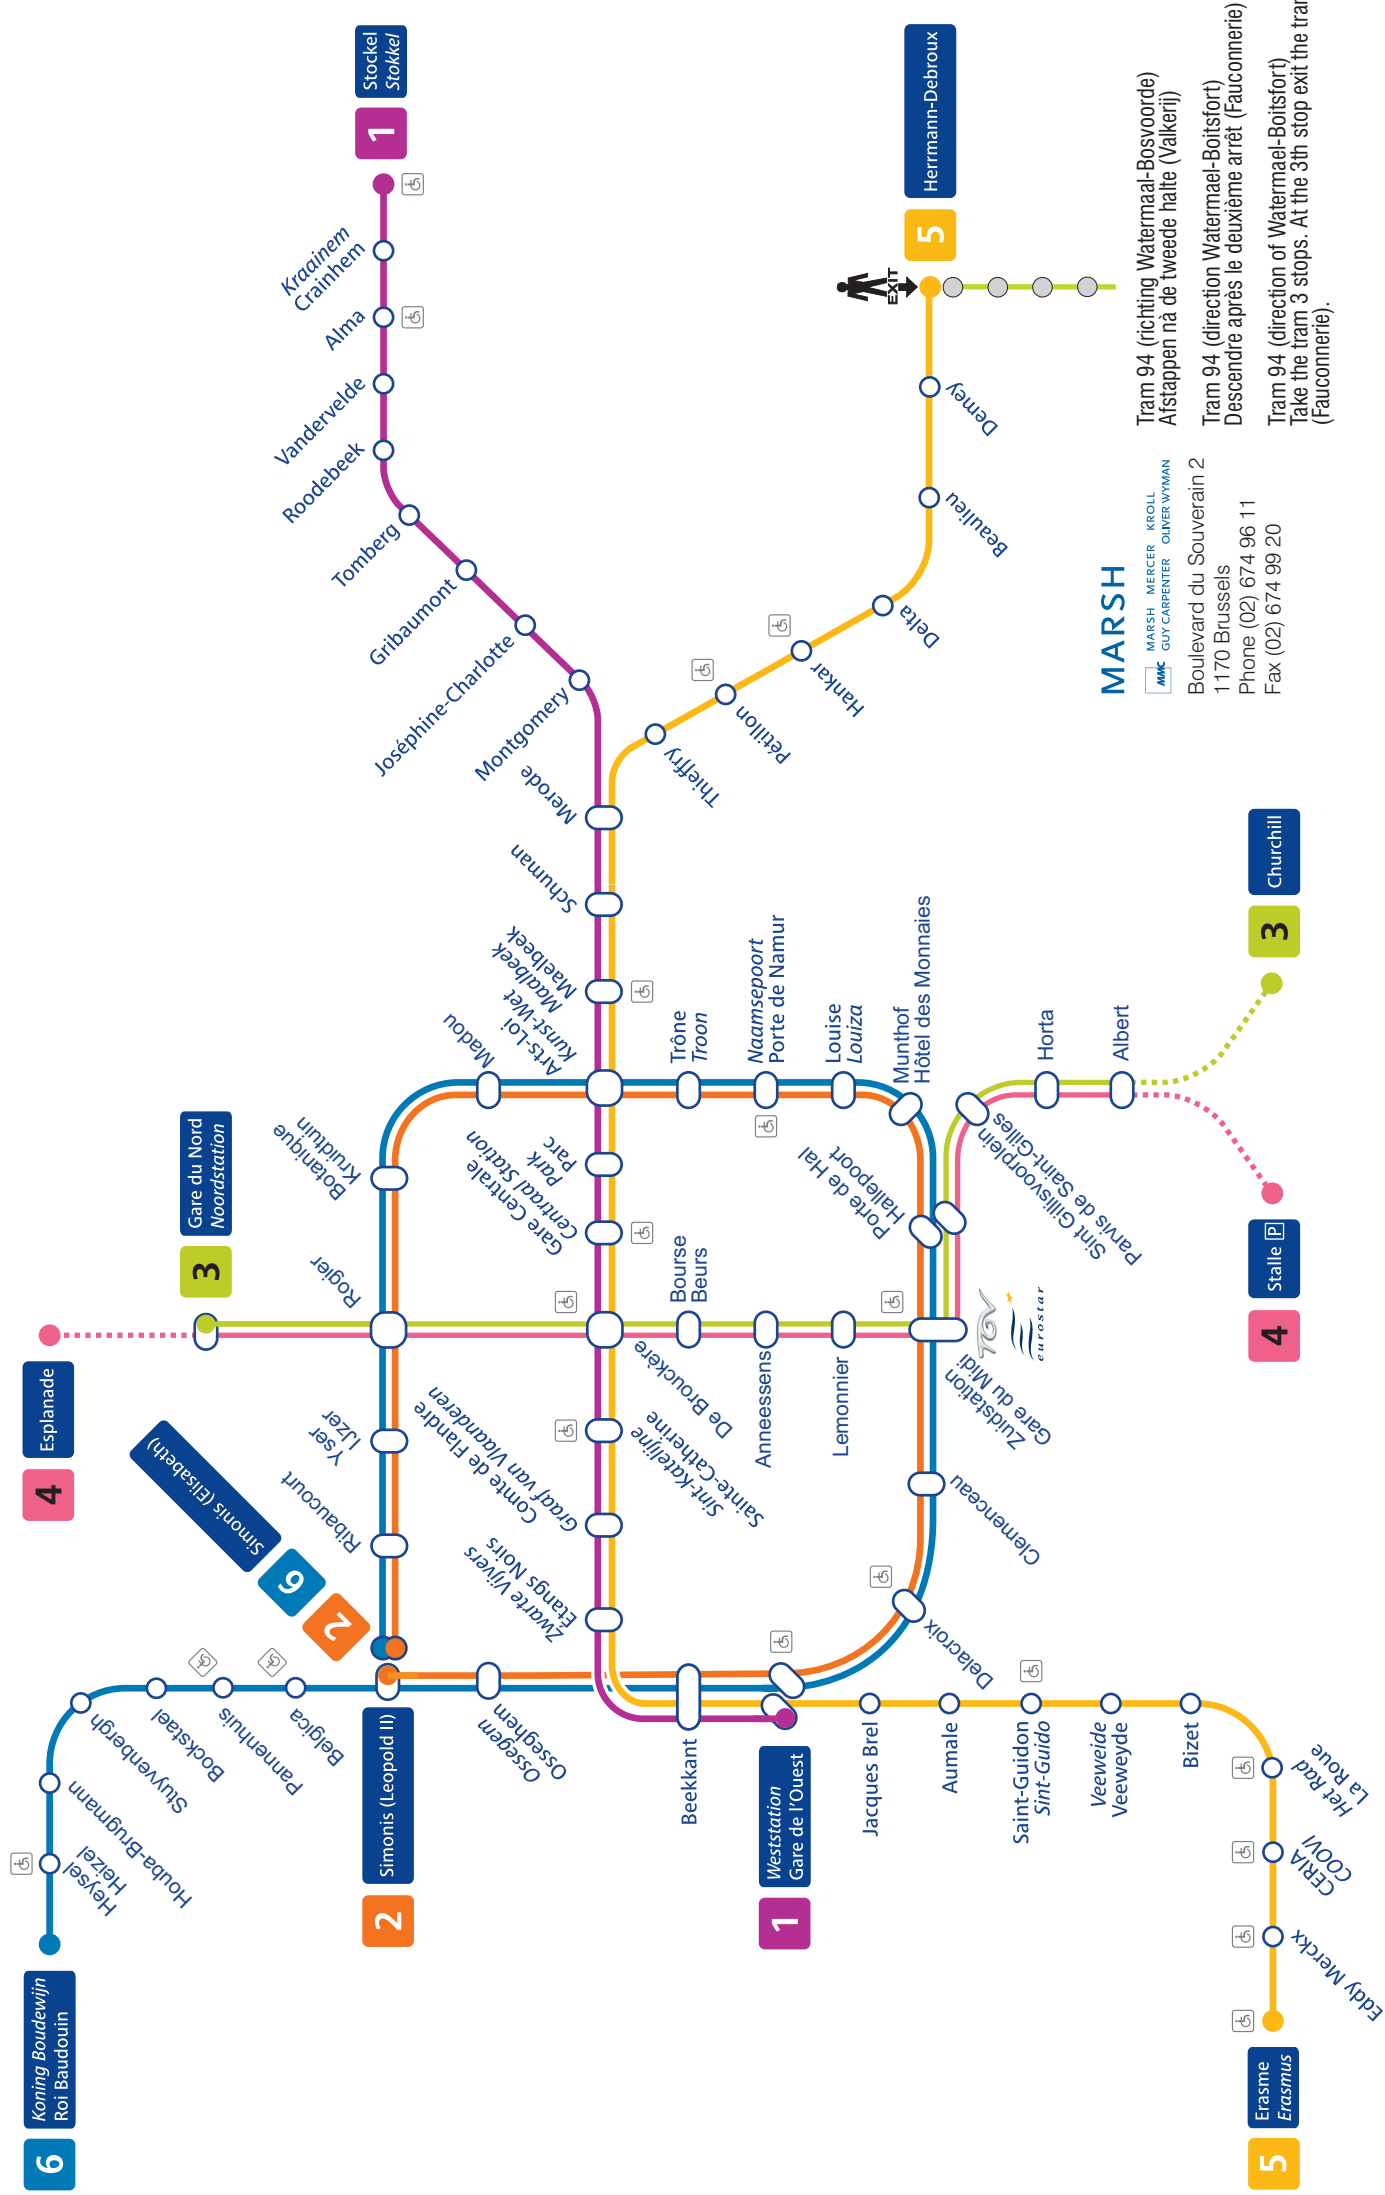 6
Koning Boudewijn
Roi Baudouin
Heysel
Heizel
Houba-Brugmann
Stuyvenbergh
Bockstael
Pannenhuis
Belgica
2
Simonis (Leopold II)
2
6
Simonis (Elisabeth)
4
Esplanade
3
Gare du Nord
Noordstation
Ribaucourt
Yser
IJzer
Rogier
Botanique
Kruidtuin
Madou
Arts-Loi
Kunst-Wet
Maalbeek
Maelbeek
Schuman
Merode
Montgomery
Joséphine-Charlotte
Gribaumont
Tomberg
Roodebeek
Vandervelde
Alma
Kraainem
Crainhem
1
Stockel
Stokkel
Ossegem
Osseghem
Beekkant
1
Weststation
Gare de l'Ouest
Zwarte Vijvers
Étangs Noirs
Comte de Flandre
Graaf van Vlaanderen
Sint-Katelijne
Sainte-Catherine
De Brouckère
Gare Centrale
Centraal Station
Park
Parc
Bourse
Beurs
Anneessens
Lemonnier
Zuidstation
Gare du Midi
TGV
eurostar
Trône
Troon
Naamsepoort
Porte de Namur
Louise
Louiza
Munthof
Hôtel des Monnaies
Porte de Hal
Hallepoort
Sint Gillisvoorplein
Parvis de Saint-Gilles
Horta
Albert
4
Stalle P
3
Churchill
Clemenceau
Delacroix
Jacques Brel
Aumale
Saint-Guidon
Sint-Guido
Veeweide
Veeweyde
Bizet
Het Rad
La Roue
CERIA
COOVI
Eddy Merckx
5
Erasme
Erasmus
Thieffry
Pétillon
Hankar
Delta
Beaulieu
Demey
EXIT
5
Herrmann-Debroux
MARSH
MMC
MARSH MERCER KROLL
GUY CARPENTER OLIVER WYMAN
Boulevard du Souverain 2
1170 Brussels
Phone (02) 674 96 11
Fax (02) 674 99 20
Tram 94 (richting Watermaal-Bosvoorde)
Afstappen nà de tweede halte (Valkerij)
Tram 94 (direction Watermael-Boitsfort)
Descendre après le deuxième arrêt (Fauconnerie)
Tram 94 (direction of Watermael-Boitsfort)
Take the tram 3 stops. At the 3th stop exit the
(Fauconnerie).